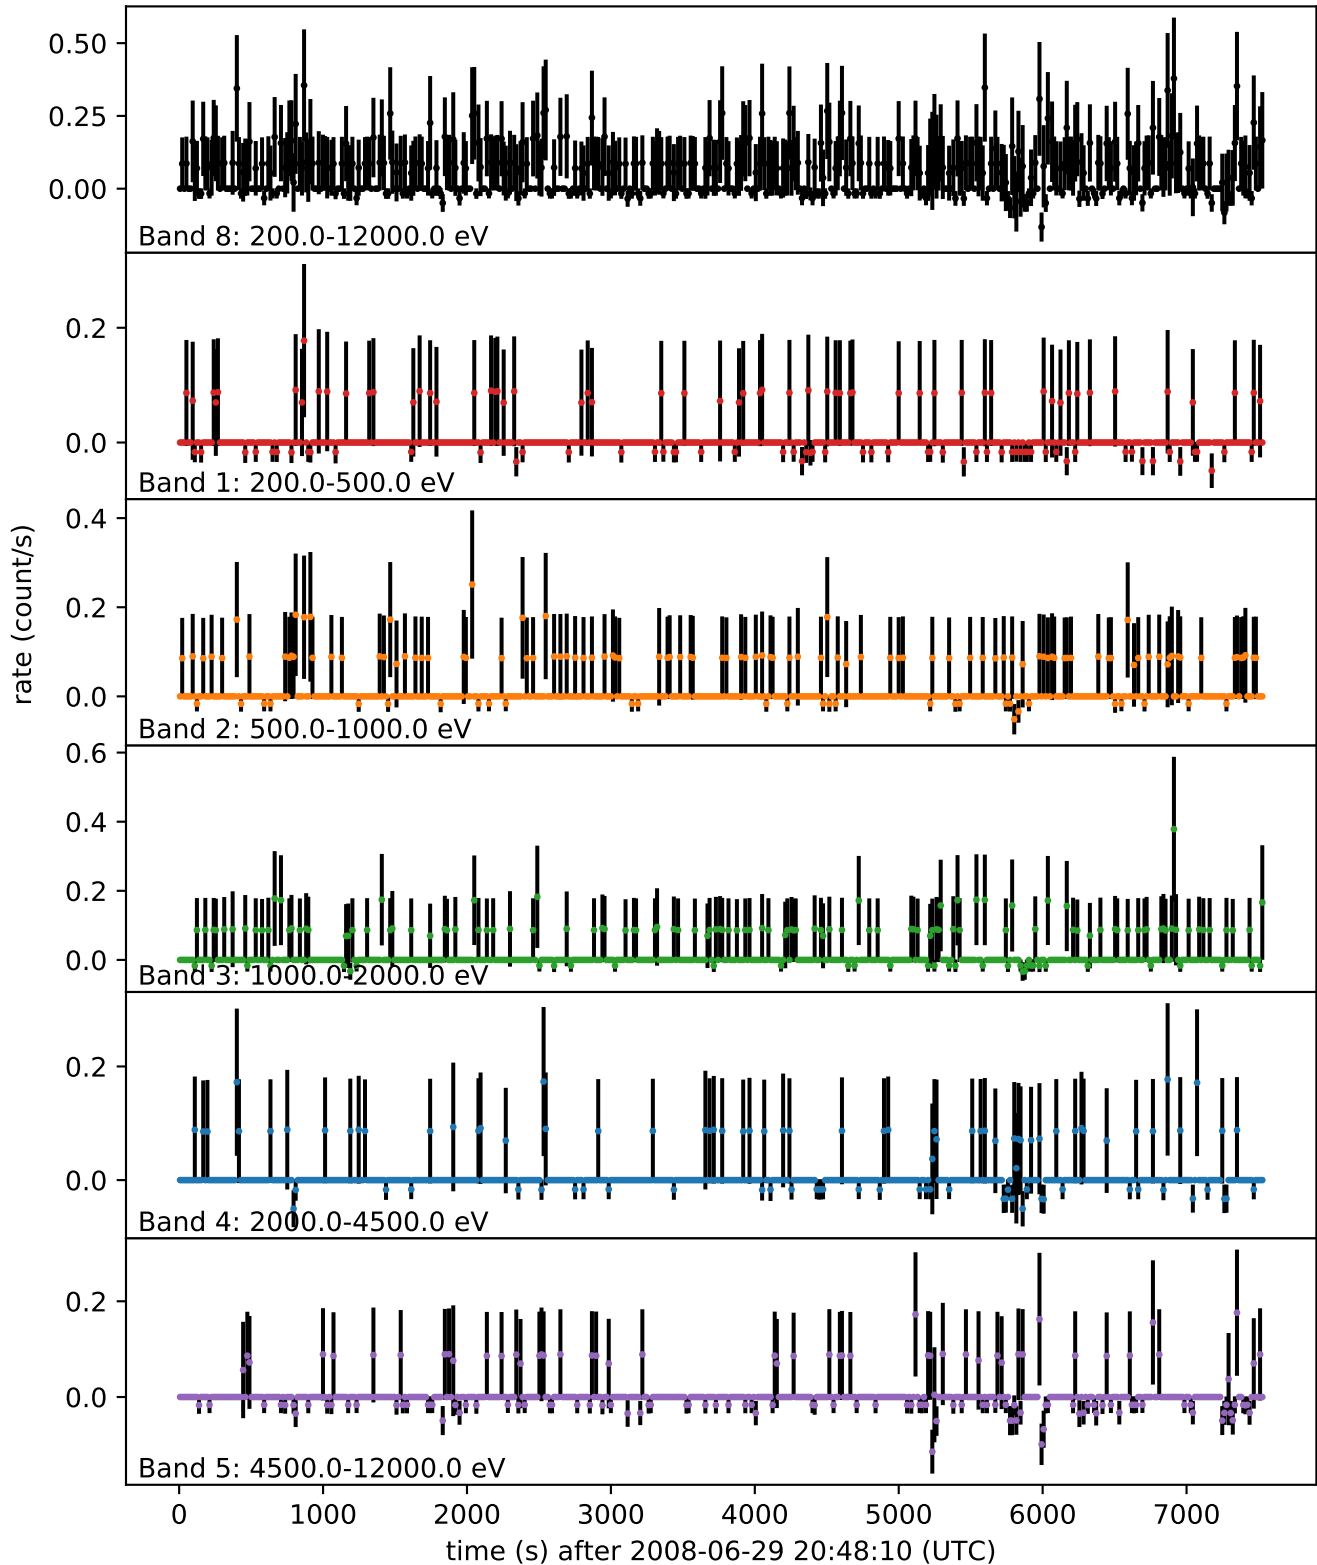 0.50
0.25
0.00
Band 8: 200.0-12000.0 eV
0.2
0.0
Band 1: 200.0-500.0 eV
0.4
0.2
0.0
Band 2: 500.0-1000.0 eV
rate (count/s)
0.6
0.4
0.2
0.0
Band 3: 1000.0-2000.0 eV
0.2
0.0
Band 4: 2000.0-4500.0 eV
0.2
0.0
Band 5: 4500.0-12000.0 eV
0 1000 2000 3000 4000 5000 6000 7000
time (s) after 2008-06-29 20:48:10 (UTC)